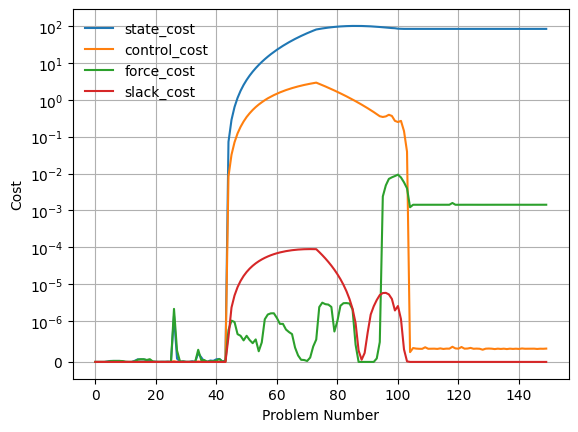 state_cost
control_cost
force_cost
slack_cost
Cost
10²
10¹
10⁰
10⁻¹
10⁻²
10⁻³
10⁻⁴
10⁻⁵
10⁻⁶
0
0 20 40 60 80 100 120 140
Problem Number